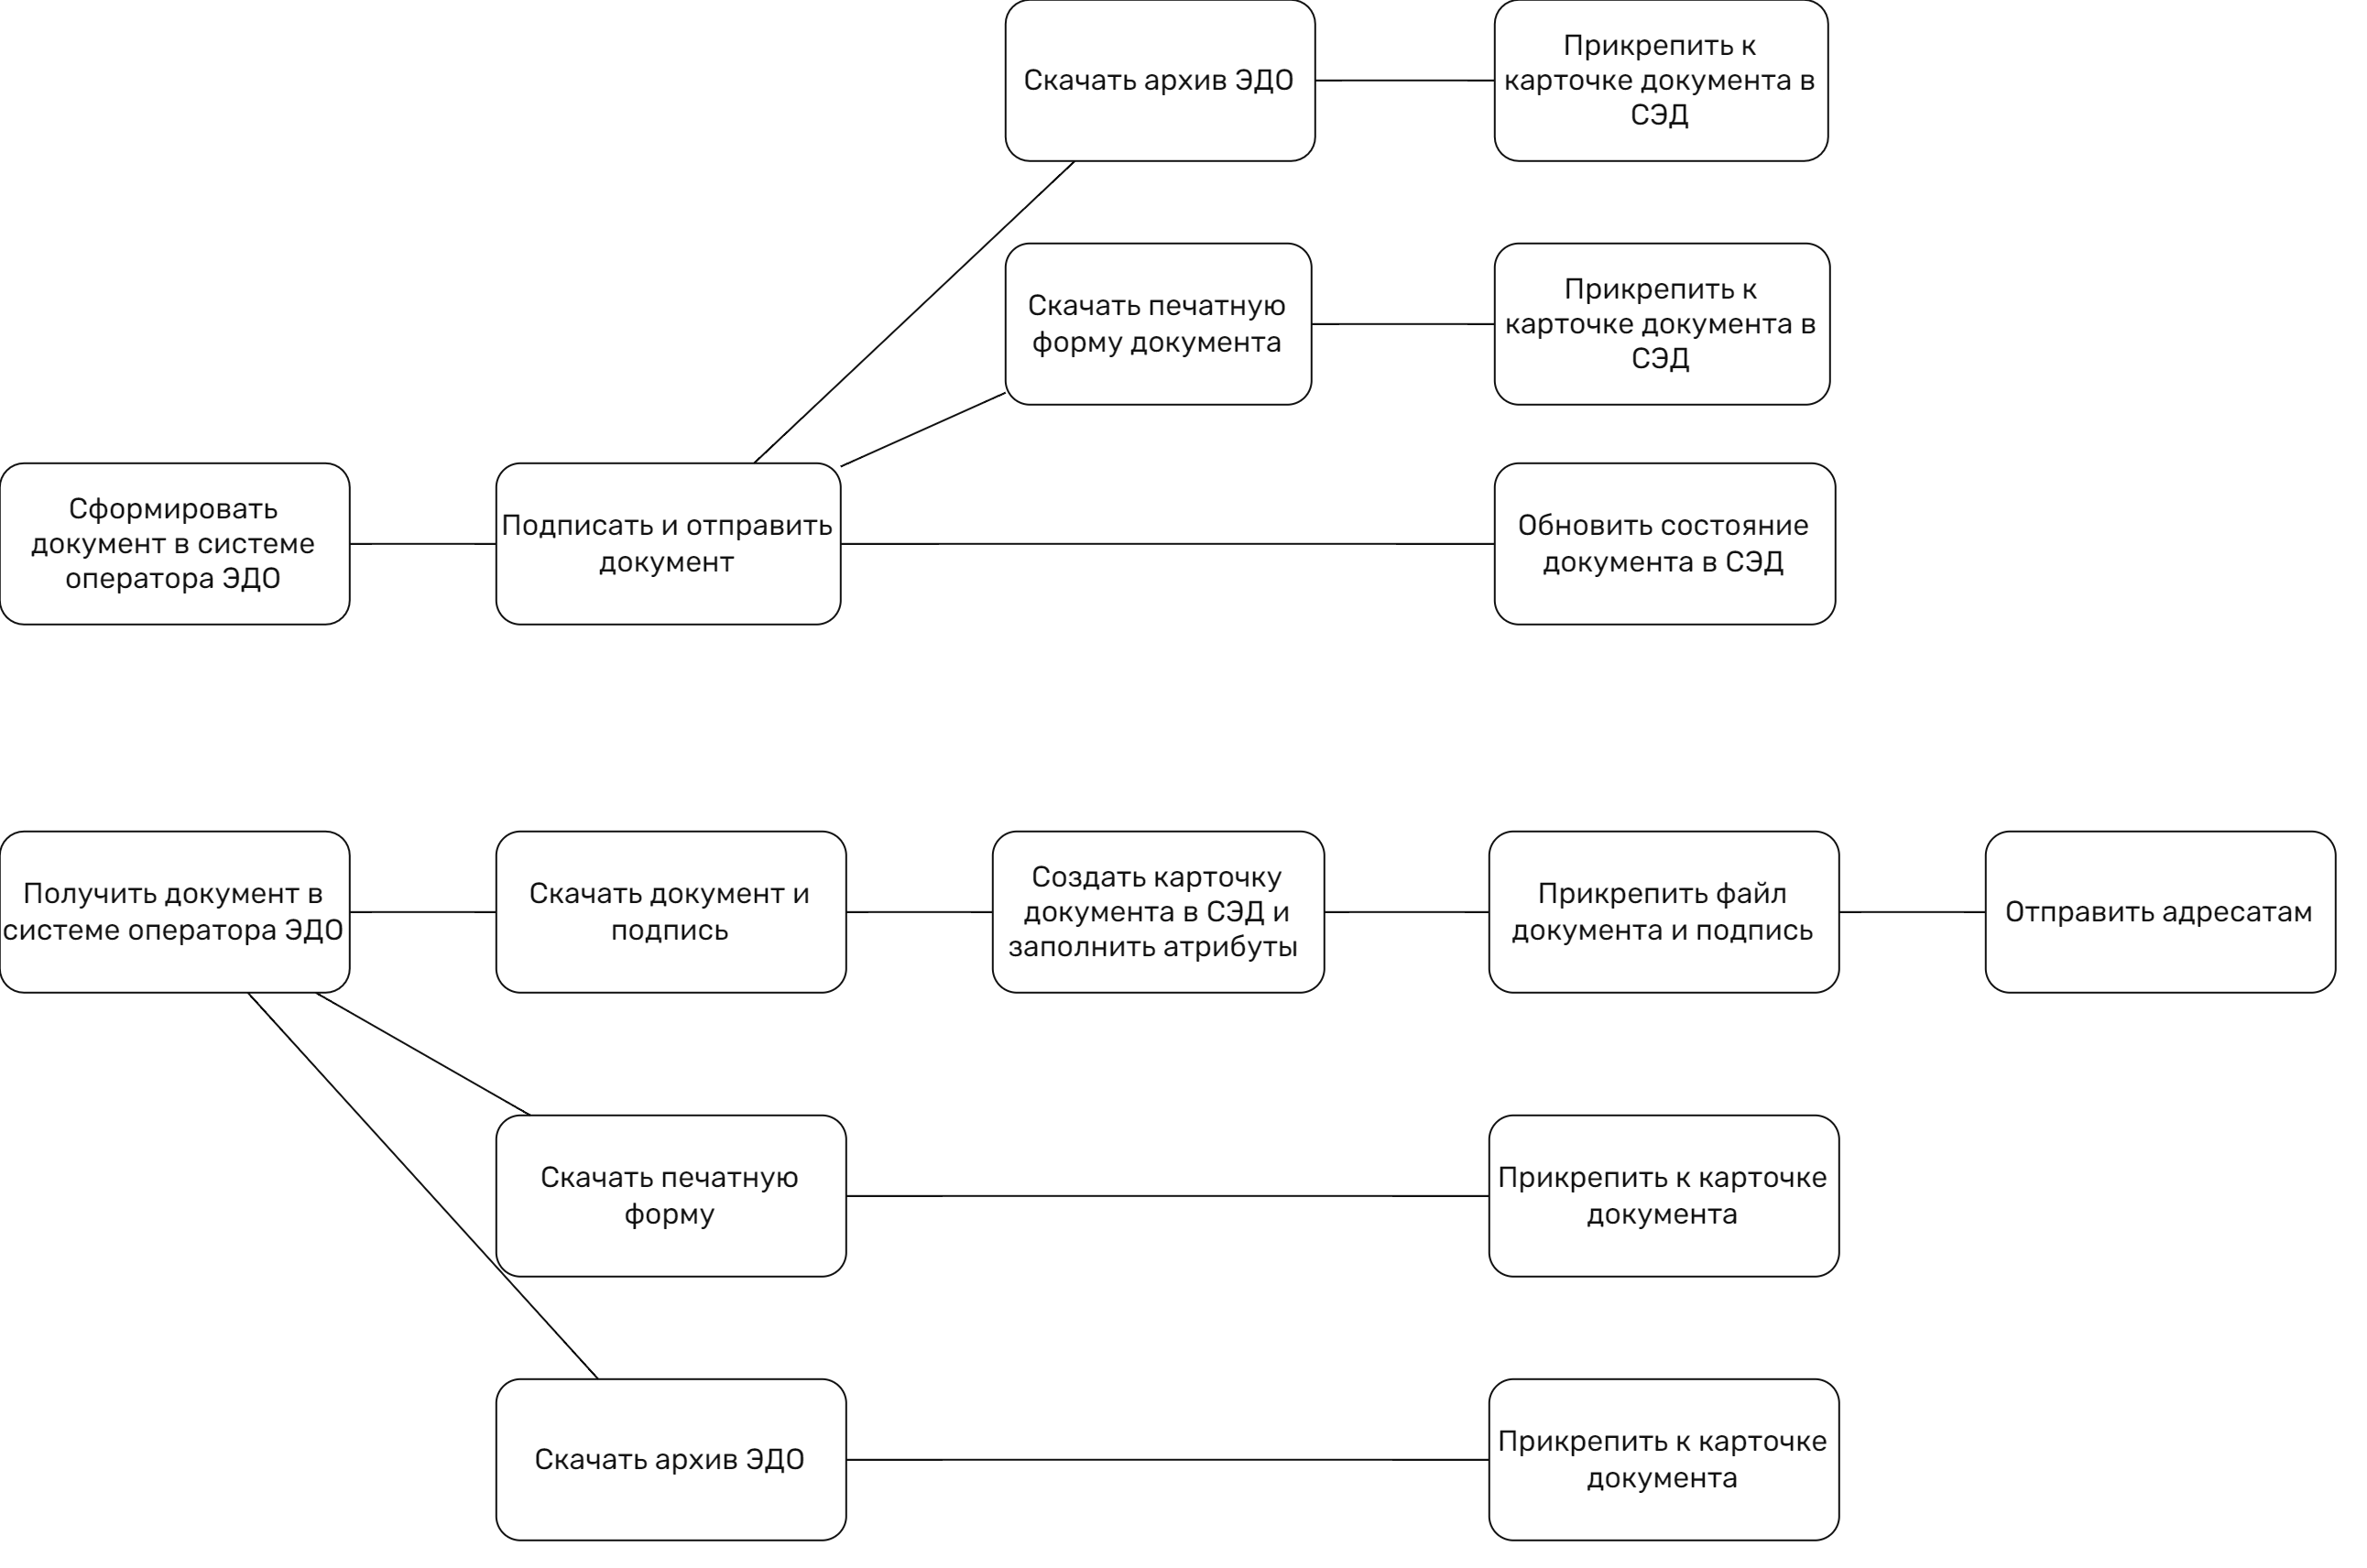 Скачать архив ЭДО
Прикрепить к
карточке документа в
СЭД
Скачать печатную
форму документа
Прикрепить к
карточке документа в
СЭД
Сформировать
документ в системе
оператора ЭДО
Подписать и отправить
документ
Обновить состояние
документа в СЭД
Получить документ в
системе оператора ЭДО
Скачать документ и
подпись
Создать карточку
документа в СЭД и
заполнить атрибуты
Прикрепить файл
документа и подпись
Отправить адресатам
Скачать печатную
форму
Прикрепить к карточке
документа
Скачать архив ЭДО
Прикрепить к карточке
документа